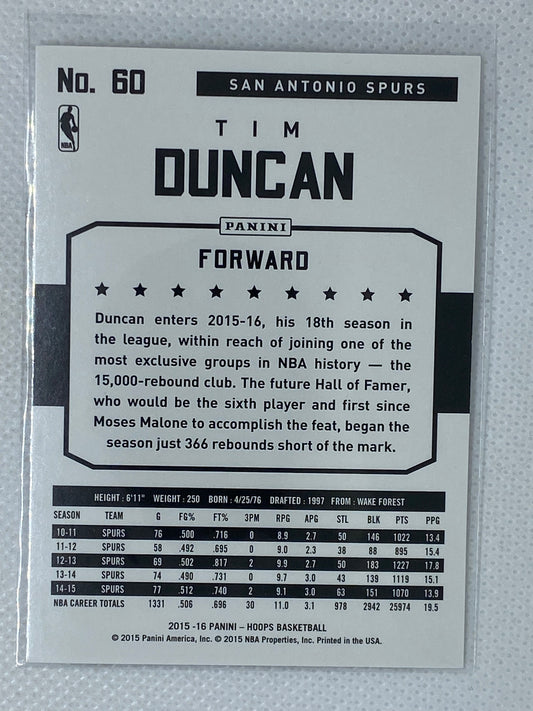 No. 60
SAN ANTONIO SPURS
NBA
TIM
DUNCAN
PANINI
FORWARD
Duncan enters 2015-16, his 18th season in
the league, within reach of joining one of the
most exclusive groups in NBA history — the
15,000-rebound club. The future Hall of Famer,
who would be the sixth player and first since
Moses Malone to accomplish the feat, began the
season just 366 rebounds short of the mark.
HEIGHT : 6'11" WEIGHT : 250 BORN : 4/25/76 DRAFTED : 1997 FROM : WAKE FOREST
SEASON TEAM G FG% FT% 3PM RPG APG STL BLK PTS PPG
10-11 SPURS 76 .500 .716 0 8.9 2.7 50 146 1022 13.4
11-12 SPURS 58 .492 .695 0 9.0 2.3 38 88 895 15.4
12-13 SPURS 69 .502 .817 2 9.9 2.7 50 183 1227 17.8
13-14 SPURS 74 .490 .731 0 9.7 3.0 43 139 1119 15.1
14-15 SPURS 77 .512 .740 2 9.1 3.0 63 151 1070 13.9
NBA CAREER TOTALS 1331 .506 .696 30 11.0 3.1 978 2942 25974 19.5
2015 -16 PANINI – HOOPS BASKETBALL
© 2015 Panini America, Inc. © 2015 NBA Properties, Inc. Printed in the USA.